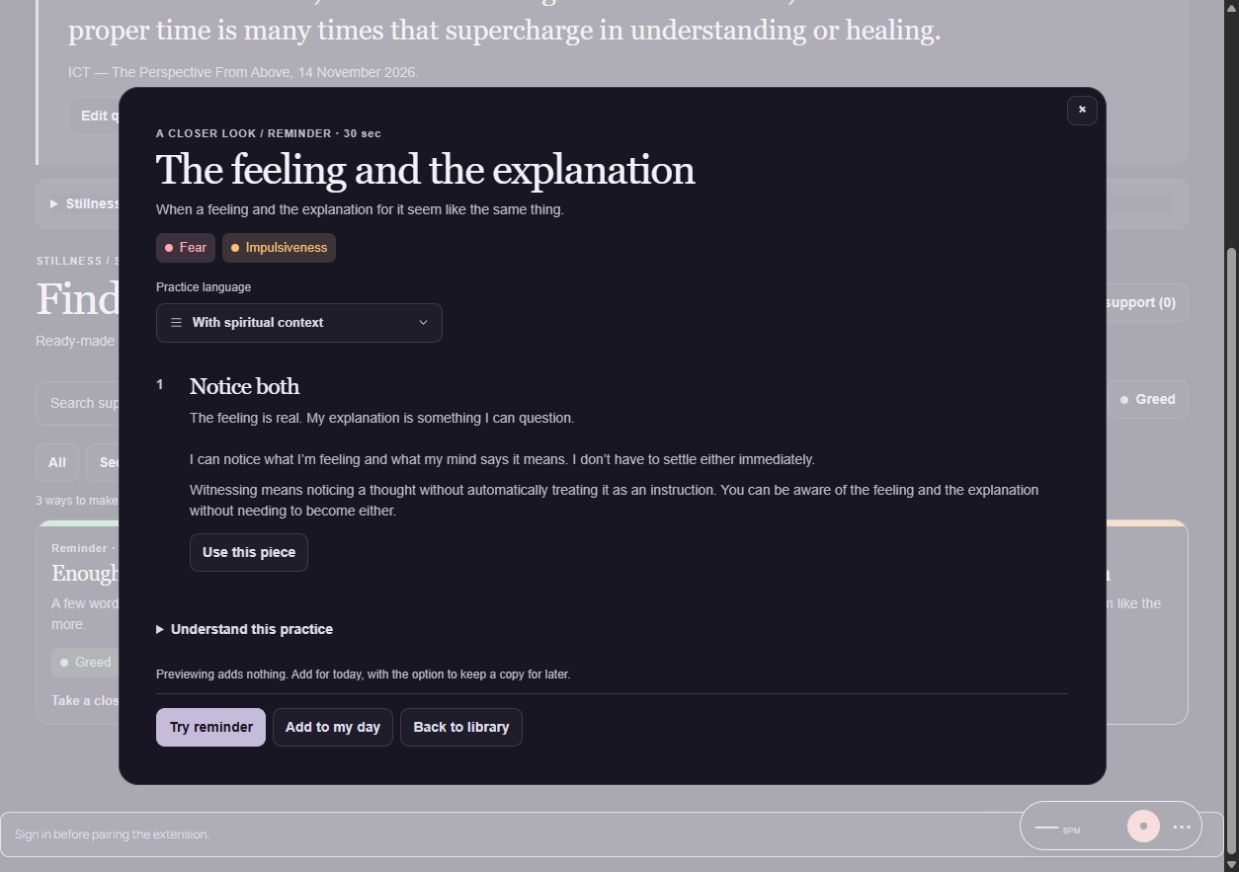 proper time is many times that supercharge in understanding or healing.
ICT — The Perspective From Above, 14 November 2026.
Edit q
A CLOSER LOOK / REMINDER · 30 sec
×
The feeling and the explanation
When a feeling and the explanation for it seem like the same thing.
Fear
Impulsiveness
Practice language
With spiritual context
1
Notice both
The feeling is real. My explanation is something I can question.
I can notice what I’m feeling and what my mind says it means. I don’t have to settle either immediately.
Witnessing means noticing a thought without automatically treating it as an instruction. You can be aware of the feeling and the explanation
without needing to become either.
Use this piece
Understand this practice
Previewing adds nothing. Add for today, with the option to keep a copy for later.
Try reminder
Add to my day
Back to library
Stillness
STILLNESS / S
Find
support (0)
Ready-made
Search sup
Greed
All
Sec
3 ways to make
Reminder ·
Enough
A few word
more.
Greed
Take a clos
m like the
Sign in before pairing the extension.
BPM